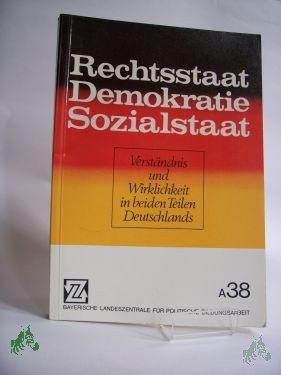 Rechtsstaat
Demokratie
Sozialstaat
Verständnis
und
Wirklichkeit
in beiden Teilen
Deutschlands
A38
BAYERISCHE LANDESZENTRALE FÜR POLITISCHE BILDUNGSARBEIT